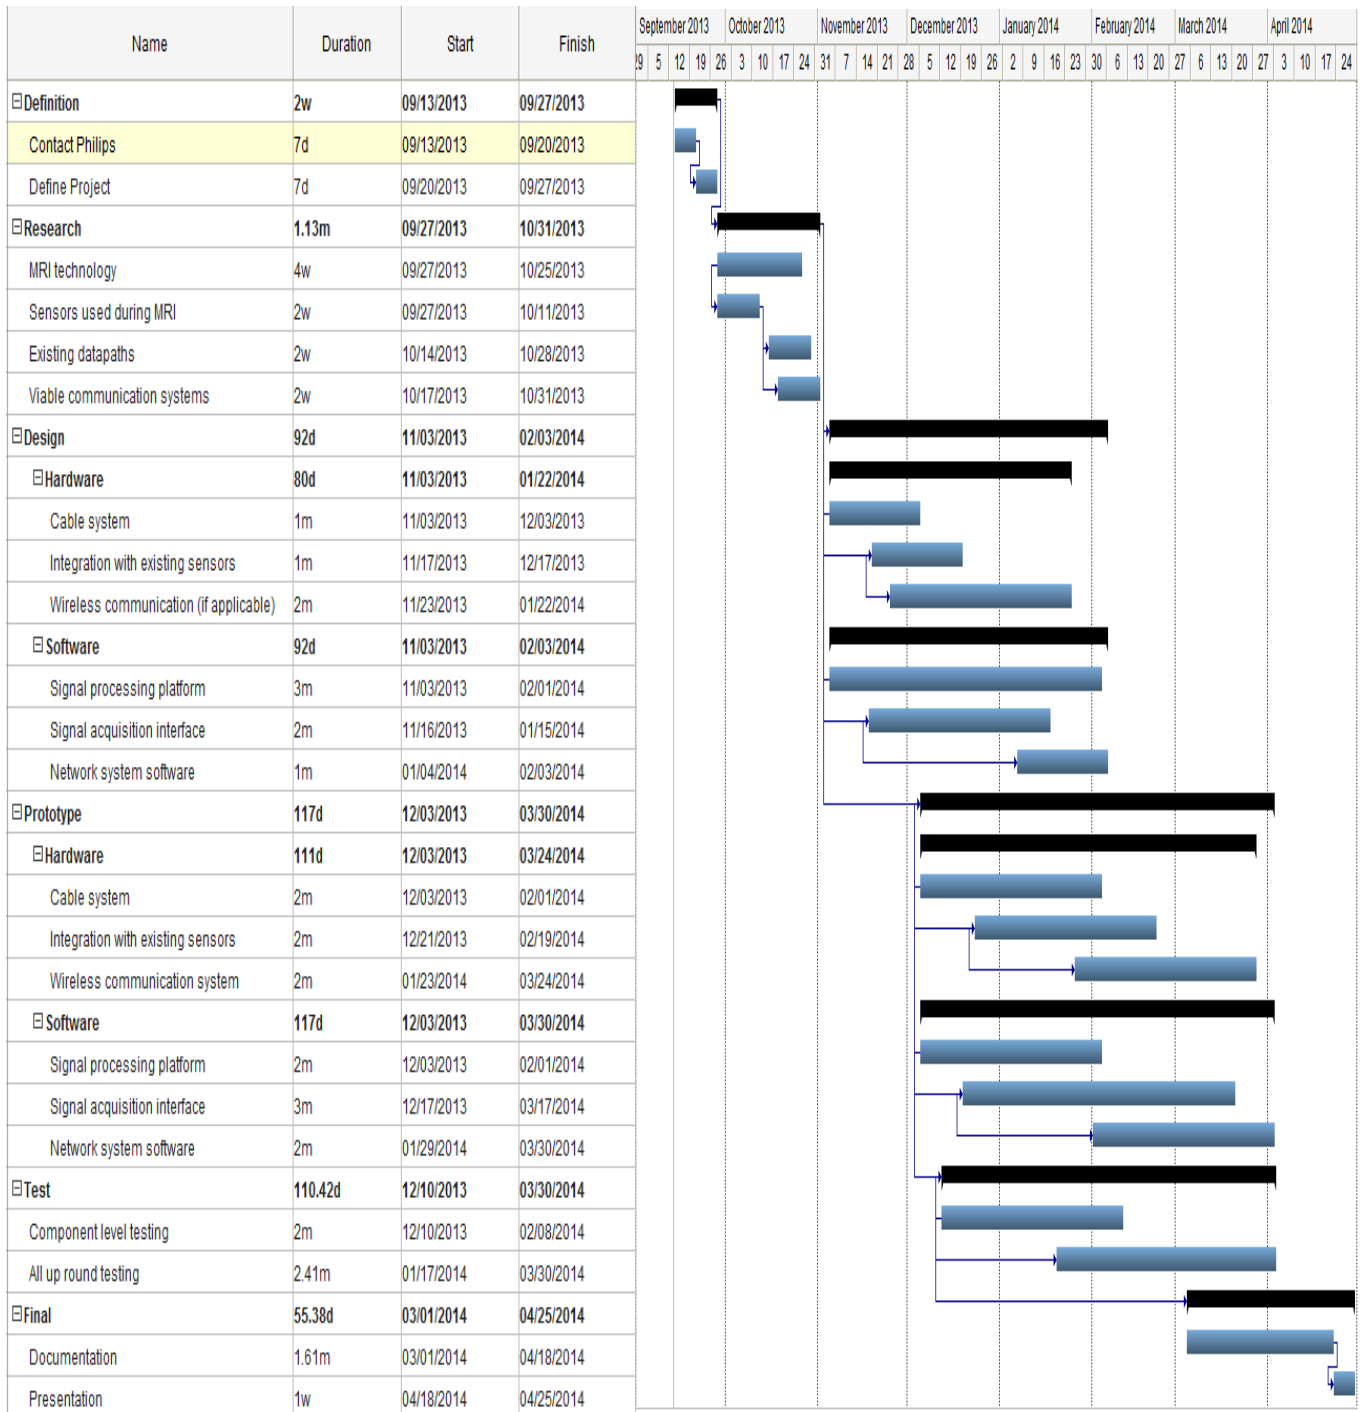 Name Duration Start Finish September 2013 October 2013 November 2013 December 2013 January 2014 February 2014 March 2014 April 2014
29 5 12 19 26 3 10 17 24 31 7 14 21 28 5 12 19 26 2 9 16 23 30 6 13 20 27 6 13 20 27 3 10 17 24
Definition 2w 09/13/2013 09/27/2013
Contact Philips 7d 09/13/2013 09/20/2013
Define Project 7d 09/20/2013 09/27/2013
Research 1.13m 09/27/2013 10/31/2013
MRI technology 4w 09/27/2013 10/25/2013
Sensors used during MRI 2w 09/27/2013 10/11/2013
Existing datapaths 2w 10/14/2013 10/28/2013
Viable communication systems 2w 10/17/2013 10/31/2013
Design 92d 11/03/2013 02/03/2014
Hardware 80d 11/03/2013 01/22/2014
Cable system 1m 11/03/2013 12/03/2013
Integration with existing sensors 1m 11/17/2013 12/17/2013
Wireless communication (if applicable) 2m 11/23/2013 01/22/2014
Software 92d 11/03/2013 02/03/2014
Signal processing platform 3m 11/03/2013 02/01/2014
Signal acquisition interface 2m 11/16/2013 01/15/2014
Network system software 1m 01/04/2014 02/03/2014
Prototype 117d 12/03/2013 03/30/2014
Hardware 111d 12/03/2013 03/24/2014
Cable system 2m 12/03/2013 02/01/2014
Integration with existing sensors 2m 12/21/2013 02/19/2014
Wireless communication system 2m 01/23/2014 03/24/2014
Software 117d 12/03/2013 03/30/2014
Signal processing platform 2m 12/03/2013 02/01/2014
Signal acquisition interface 3m 12/17/2013 03/17/2014
Network system software 2m 01/29/2014 03/30/2014
Test 110.42d 12/10/2013 03/30/2014
Component level testing 2m 12/10/2013 02/08/2014
All up round testing 2.41m 01/17/2014 03/30/2014
Final 55.38d 03/01/2014 04/25/2014
Documentation 1.61m 03/01/2014 04/18/2014
Presentation 1w 04/18/2014 04/25/2014